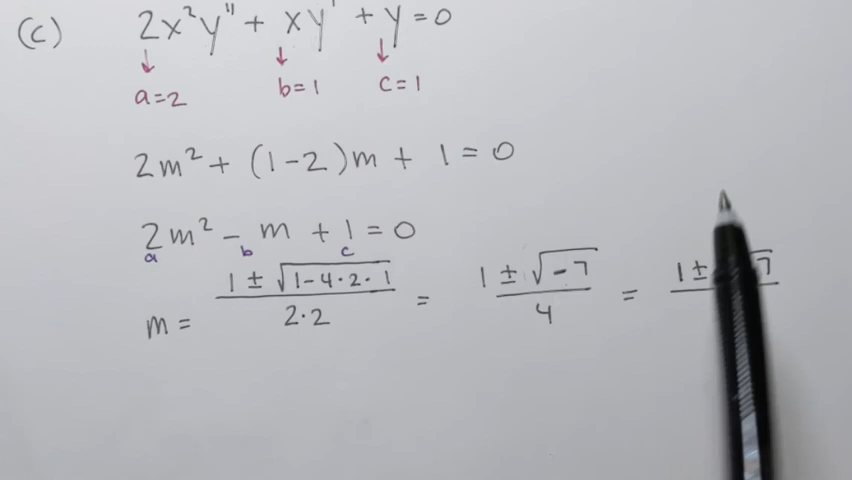 (c) 2x²y" + xy' + y = 0
a=2 b=1 c=1
2m² + (1-2)m + 1 = 0
2m² - m + 1 = 0
a b c
m = 1 ± √1-4·2·1 / 2·2 = 1 ± √-7 / 4 = 1 ± √7